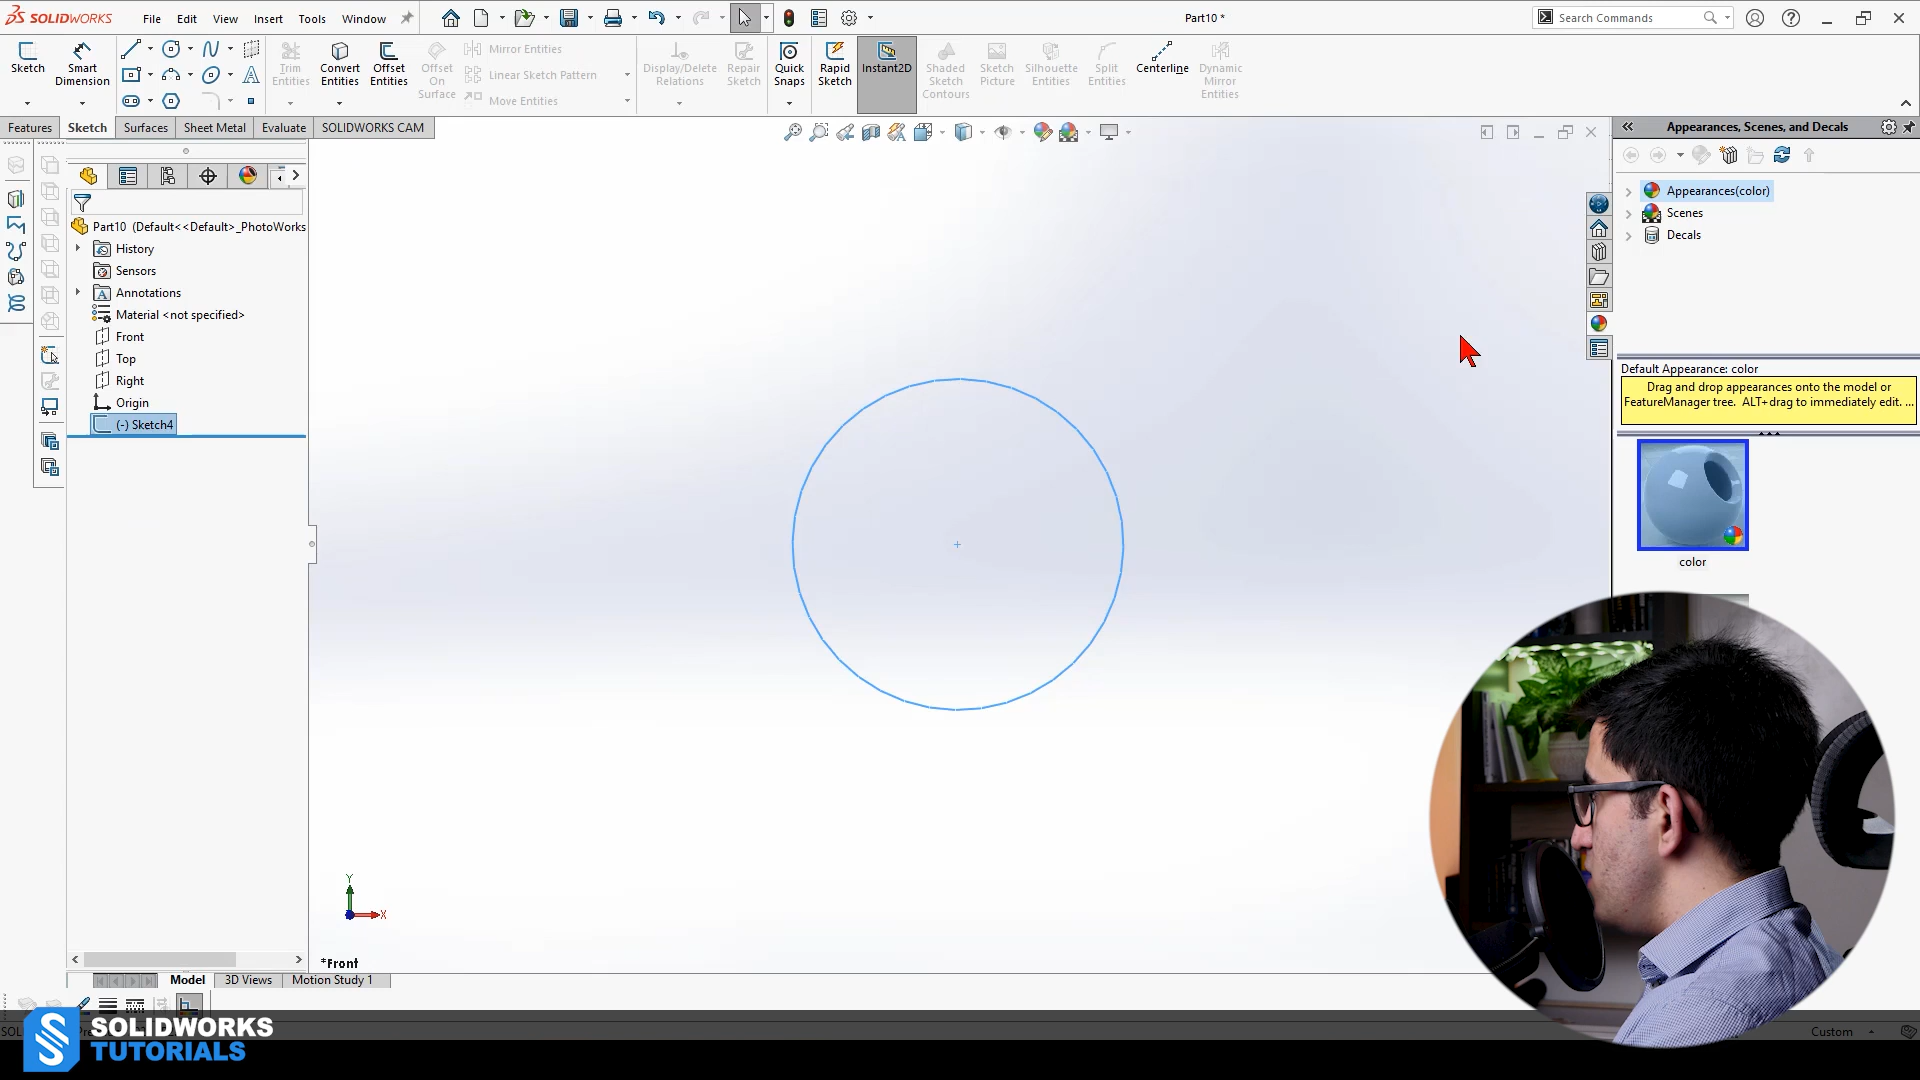 SOLIDWORKS
File
Edit
View
Insert
Tools
Window
Part10 *
Search Commands
Sketch
Smart
Dimension
Trim
Entities
Convert
Entities
Offset
Entities
Offset
On
Surface
Mirror Entities
Linear Sketch Pattern
Move Entities
Display/Delete
Relations
Repair
Sketch
Quick
Snaps
Rapid
Sketch
Instant2D
Shaded
Sketch
Contours
Sketch
Picture
Silhouette
Entities
Split
Entities
Centerline
Dynamic
Mirror
Entities
Features
Sketch
Surfaces
Sheet Metal
Evaluate
SOLIDWORKS CAM
Appearances, Scenes, and Decals
Part10 (Default<<Default>_PhotoWorks
History
Sensors
Annotations
Material <not specified>
Front
Top
Right
Origin
(-) Sketch4
Appearances(color)
Scenes
Decals
Default Appearance: color
Drag and drop appearances onto the model or
FeatureManager tree. ALT+drag to immediately edit. ...
color
Y
X
*Front
Model
3D Views
Motion Study 1
SOLIDWORKS
TUTORIALS
Custom